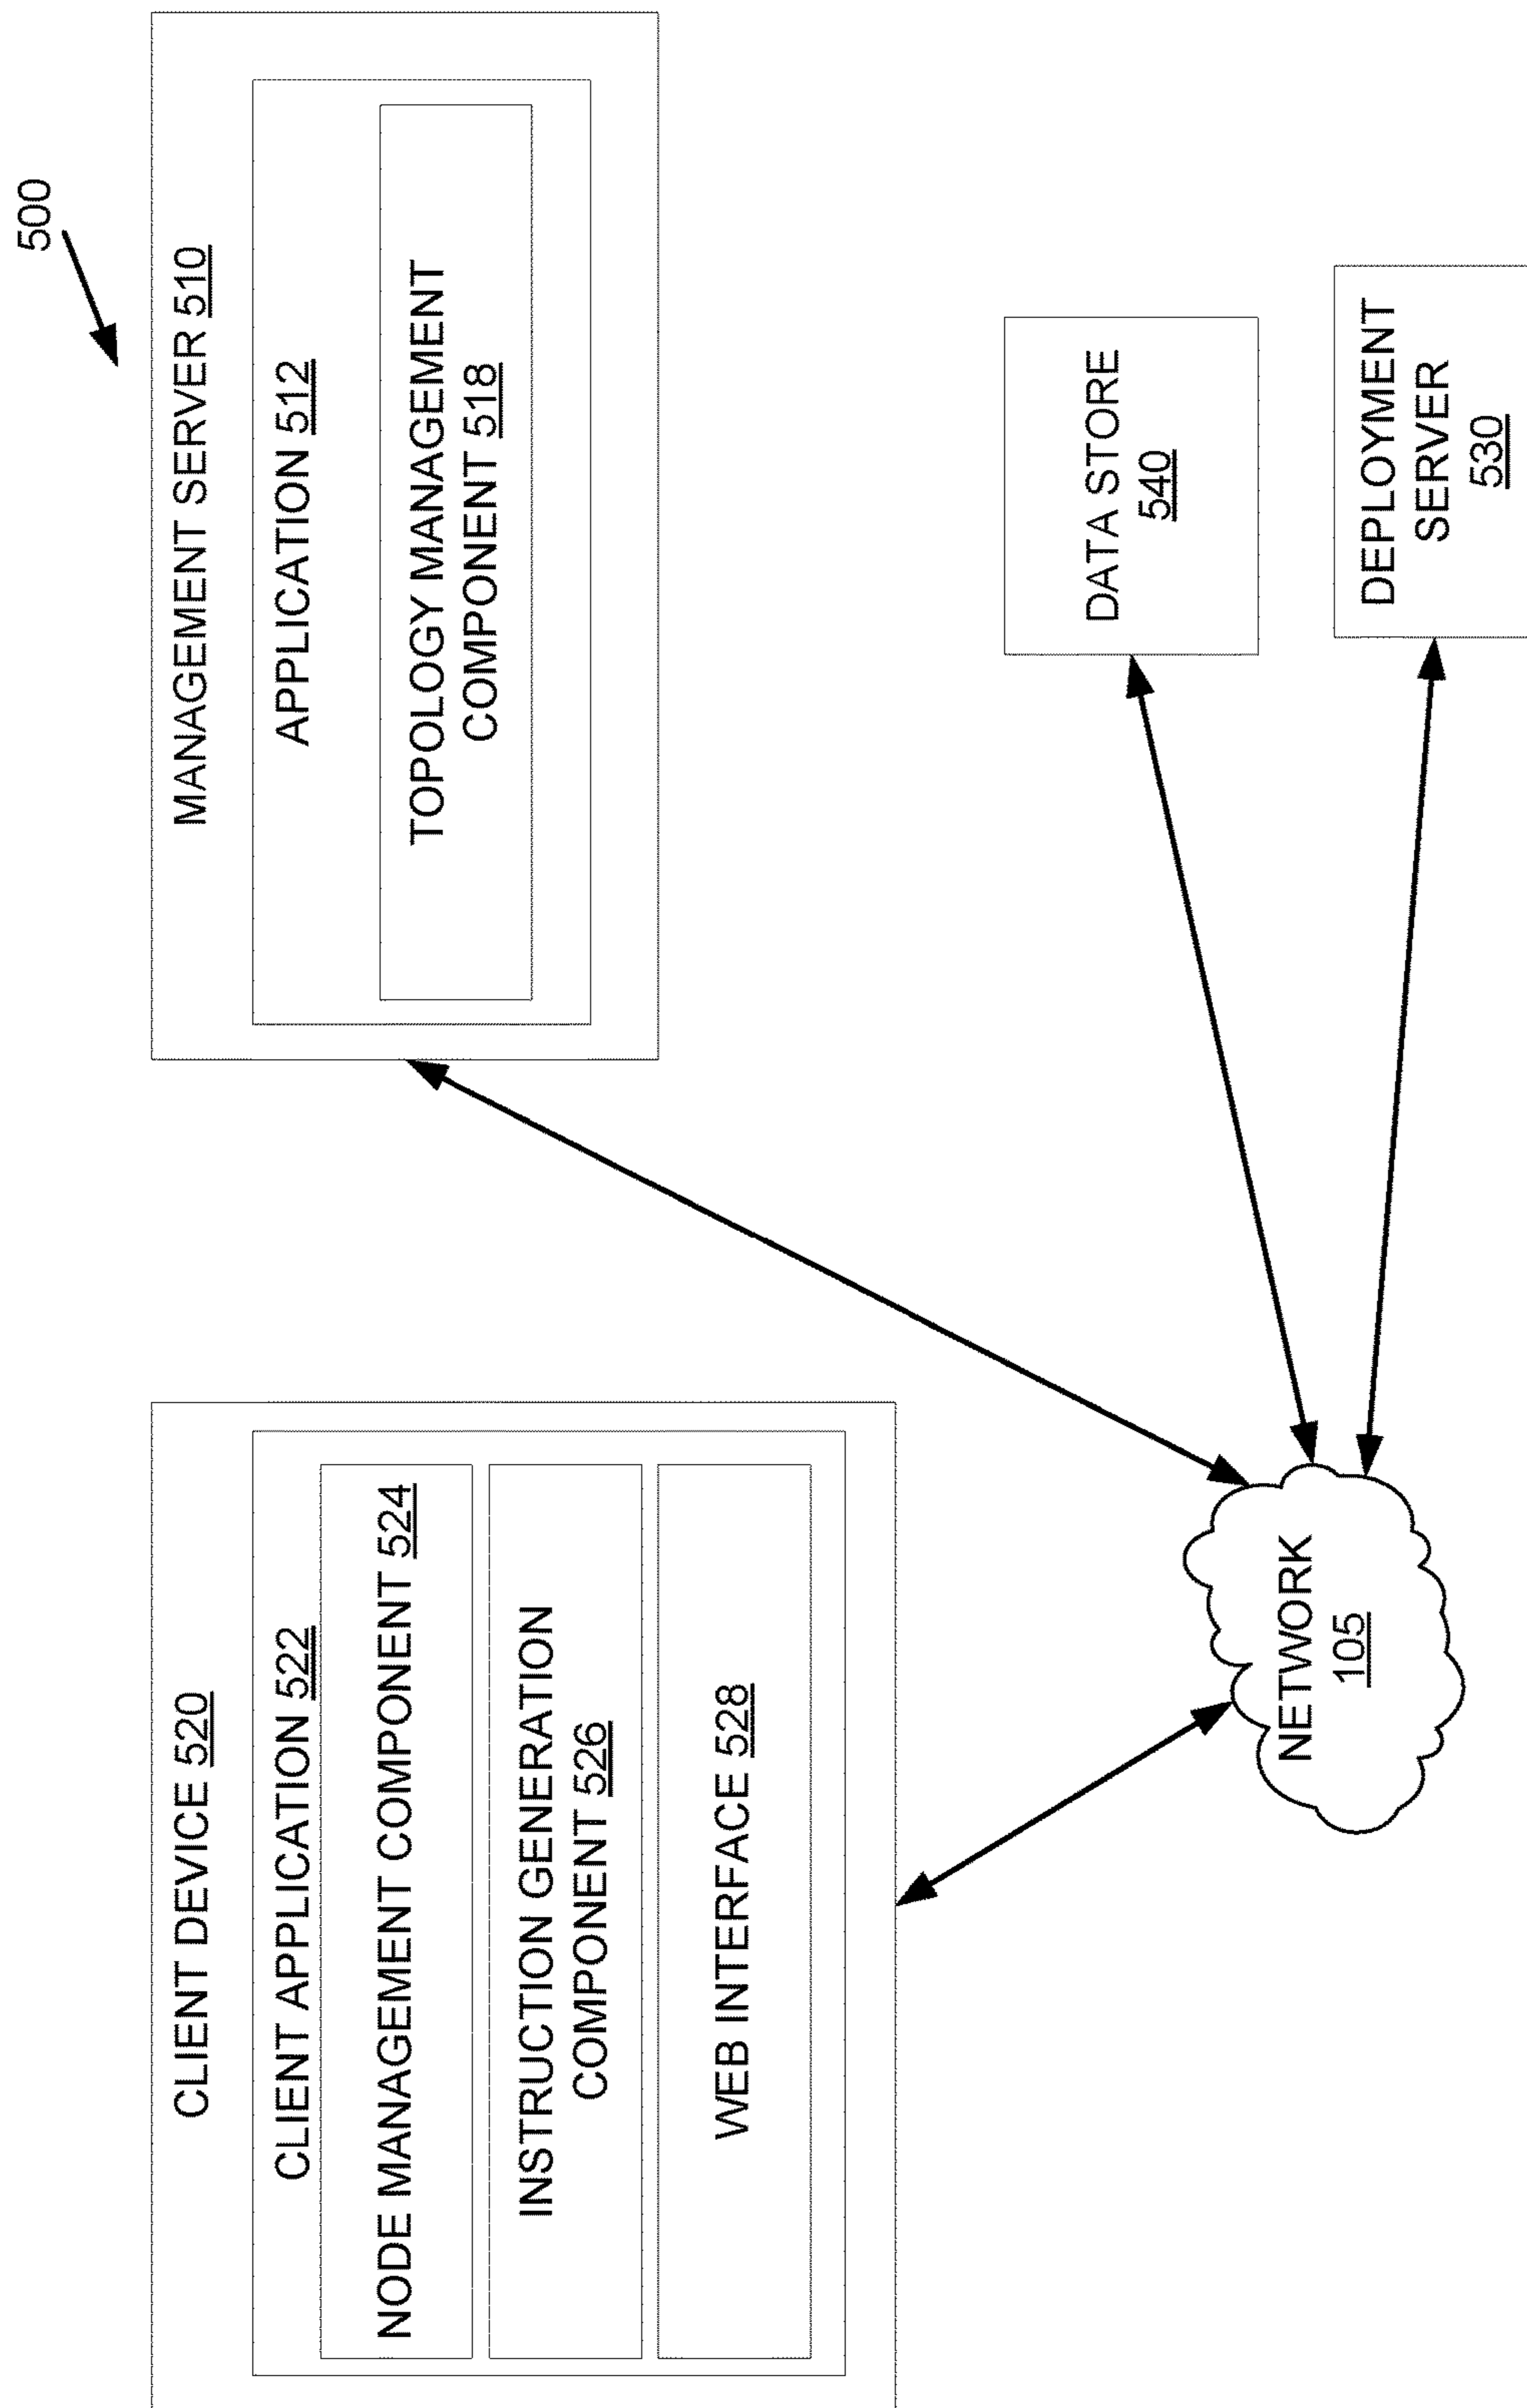 500
CLIENT DEVICE 520
CLIENT APPLICATION 522
NODE MANAGEMENT COMPONENT 524
INSTRUCTION GENERATION
COMPONENT 526
WEB INTERFACE 528
MANAGEMENT SERVER 510
APPLICATION 512
TOPOLOGY MANAGEMENT
COMPONENT 518
NETWORK
105
DATA STORE
540
DEPLOYMENT
SERVER
530